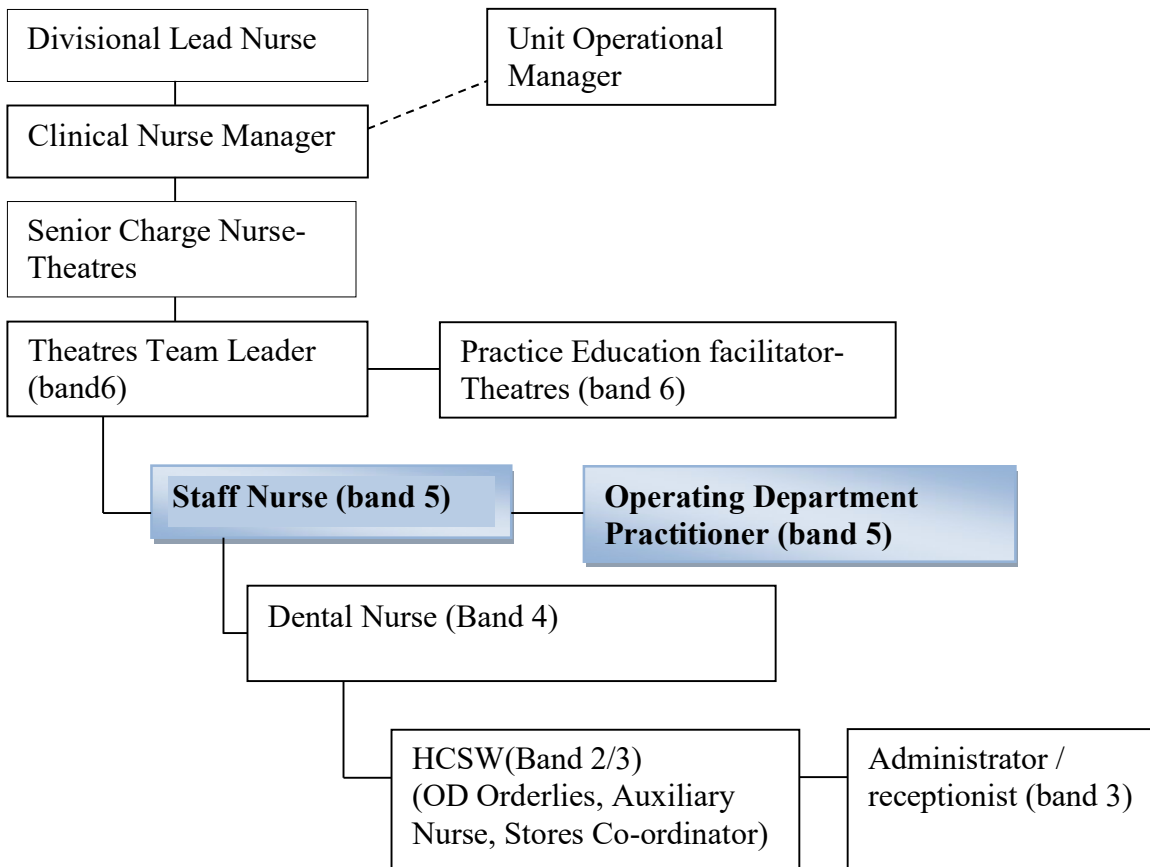 Divisional Lead Nurse
Unit Operational
Manager
Clinical Nurse Manager
Senior Charge Nurse-
Theatres
Theatres Team Leader
(band6)
Practice Education facilitator-
Theatres (band 6)
Staff Nurse (band 5)
Operating Department
Practitioner (band 5)
Dental Nurse (Band 4)
HCSW(Band 2/3)
(OD Orderlies, Auxiliary
Nurse, Stores Co-ordinator)
Administrator /
receptionist (band 3)